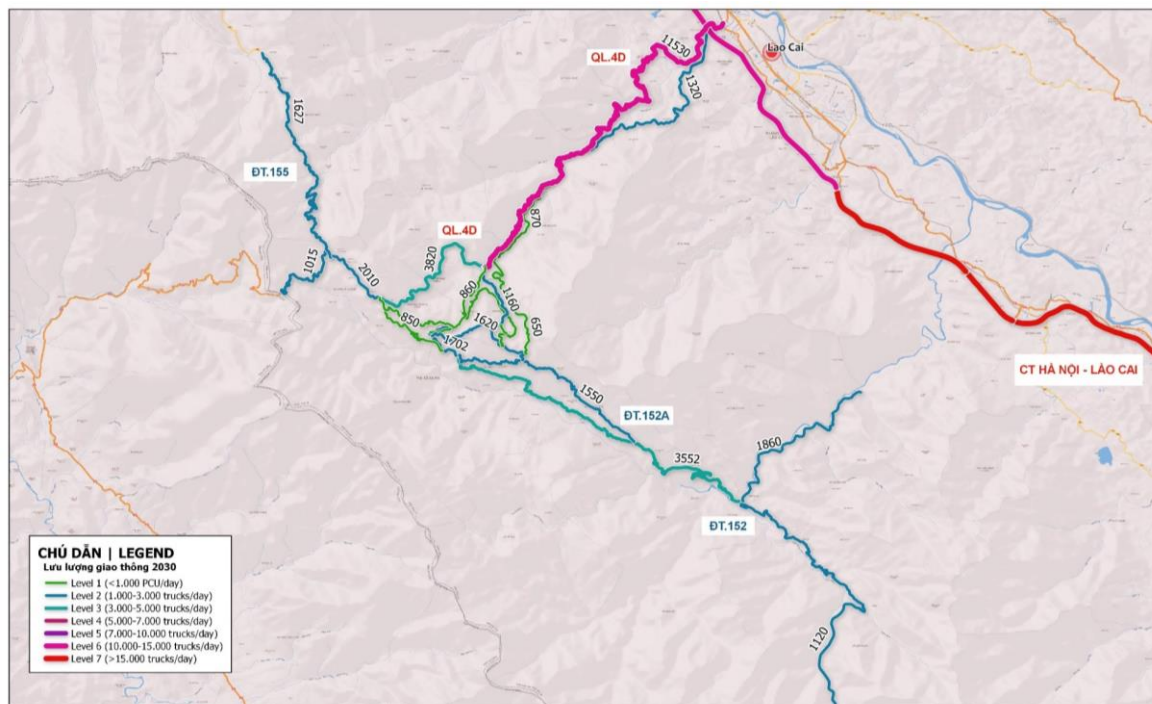 Lao Cai
11530
QL.4D
1320
1627
ĐT.155
870
QL.4D
3820
1015
2010
860
1160
850
1620
650
1702
CT HÀ NỘI - LÀO CAI
1550
ĐT.152A
1860
3552
ĐT.152
1120
CHÚ DẪN | LEGEND
Lưu lượng giao thông 2030
Level 1 (<1.000 PCU/day)
Level 2 (1.000-3.000 trucks/day)
Level 3 (3.000-5.000 trucks/day)
Level 4 (5.000-7.000 trucks/day)
Level 5 (7.000-10.000 trucks/day)
Level 6 (10.000-15.000 trucks/day)
Level 7 (>15.000 trucks/day)